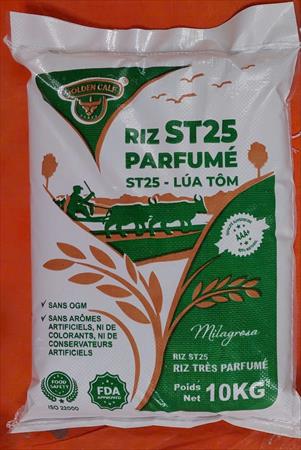 GOLDEN CALF
RIZ ST25
PARFUMÉ
ST25 - LÚA TÔM
SANS OGM
SANS ARÔMES
ARTIFICIELS, NI DE
COLORANTS, NI DE
CONSERVATEURS
ARTIFICIELS
Milagrosa
RIZ ST25
RIZ TRÈS PARFUMÉ
Poids
Net 10KG
FOOD
SAFETY
ISO 22000
FDA
APPROVED